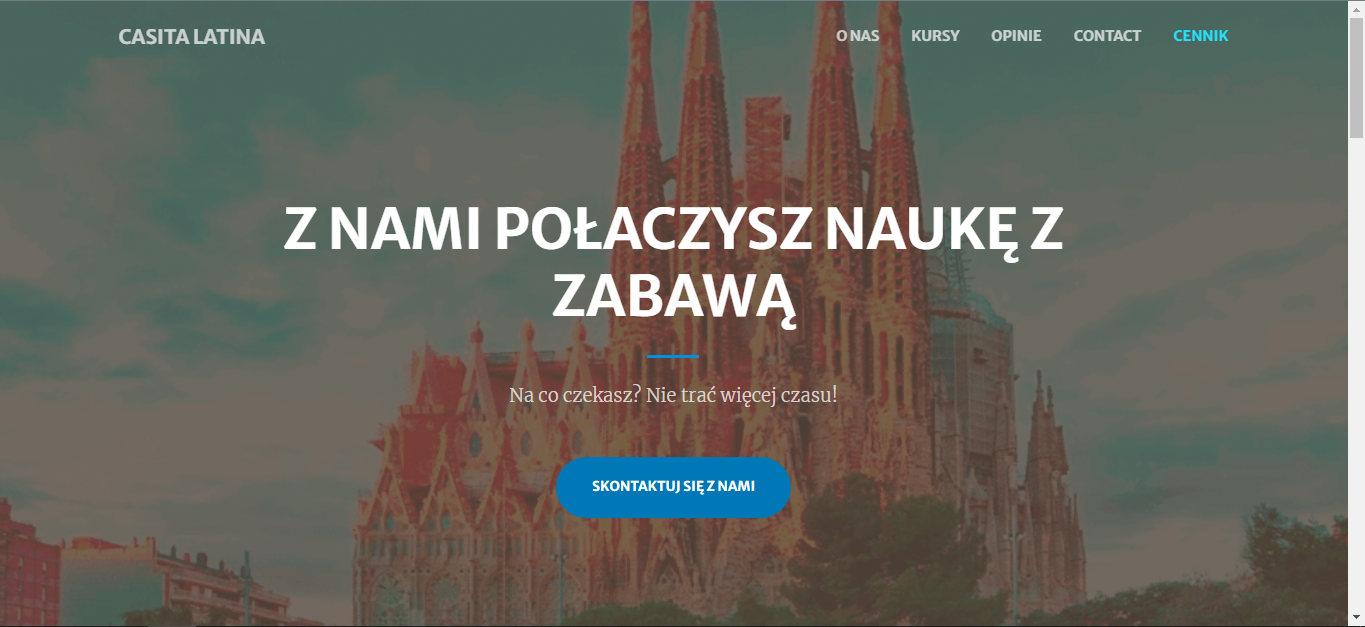 CASITA LATINA
O NAS KURSY OPINIE CONTACT CENNIK
Z NAMI POŁACZYSZ NAUKĘ Z
ZABAWĄ
Na co czekasz? Nie trać więcej czasu!
SKONTAKTUJ SIĘ Z NAMI